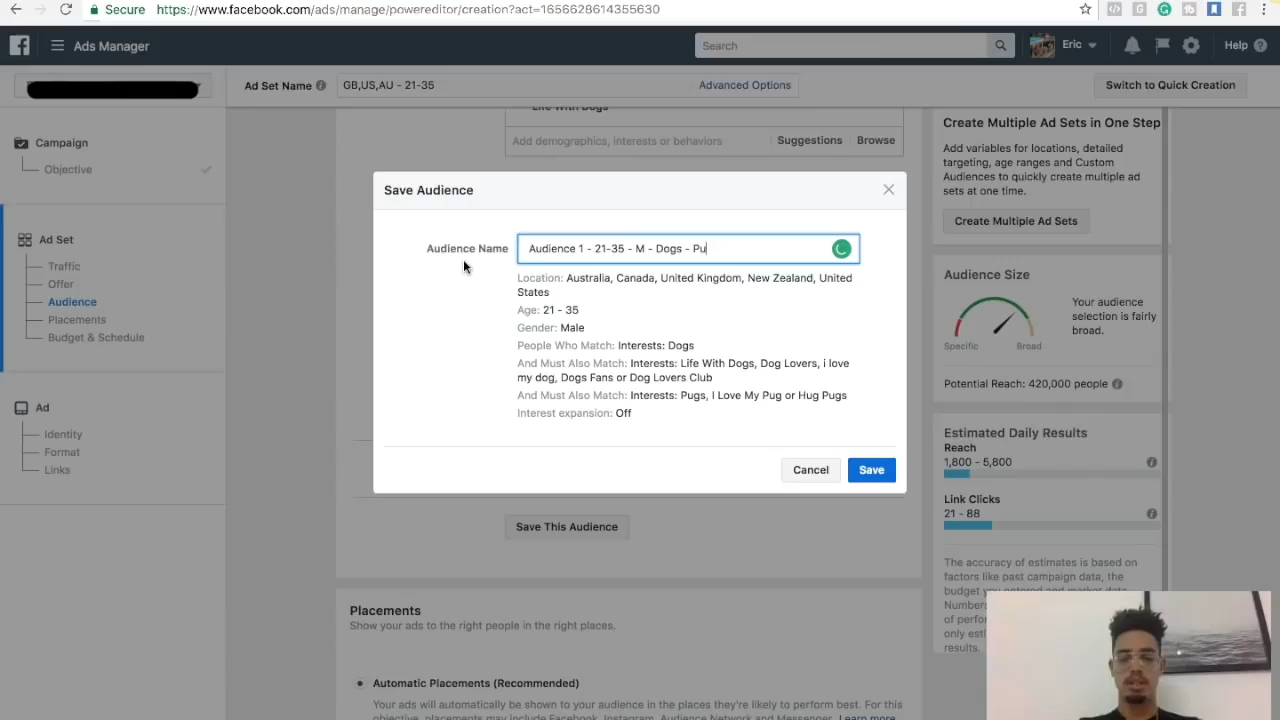 Secure https://www.facebook.com/ads/manage/powereditor/creation?act=1656628614355630
Ads Manager
Search
Eric
Help
Ad Set Name
GB,US,AU - 21-35
Advanced Options
Switch to Quick Creation
Campaign
Objective
Ad Set
Traffic
Offer
Audience
Placements
Budget & Schedule
Ad
Identity
Format
Links
Life With Dogs
Add demographics, interests or behaviors
Suggestions
Browse
Save Audience
Audience Name
Audience 1 - 21-35 - M - Dogs - Pu
Location: Australia, Canada, United Kingdom, New Zealand, United
States
Age: 21 - 35
Gender: Male
People Who Match: Interests: Dogs
And Must Also Match: Interests: Life With Dogs, Dog Lovers, i love
my dog, Dogs Fans or Dog Lovers Club
And Must Also Match: Interests: Pugs, I Love My Pug or Hug Pugs
Interest expansion: Off
Cancel
Save
Save This Audience
Placements
Show your ads to the right people in the right places.
Automatic Placements (Recommended)
Your ads will automatically be shown to your audience in the places they're likely to perform best. For this
objective, placements may include Facebook, Instagram, Audience Network and Messenger. Learn more
Create Multiple Ad Sets in One Step
Add variables for locations, detailed
targeting, age ranges and Custom
Audiences to quickly create multiple ad
sets at one time.
Create Multiple Ad Sets
Audience Size
Your audience
selection is fairly
broad.
Specific
Broad
Potential Reach: 420,000 people
Estimated Daily Results
Reach
1,800 - 5,800
Link Clicks
21 - 88
The accuracy of estimates is based on
factors like past campaign data, the
budget you entered and market data.
Numbers
of perfor
only esti
results.